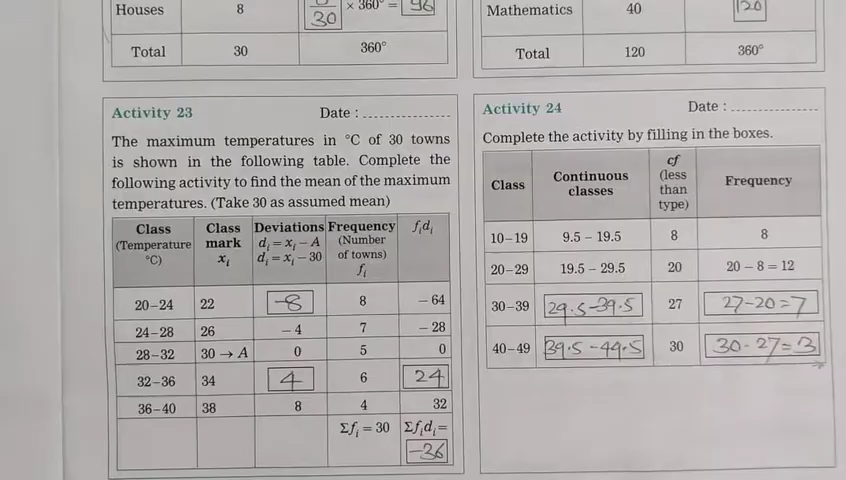 Houses 8 30 × 360° = 96
Total 30 360°
Mathematics 40 120
Total 120 360°
Activity 23 Date : ................
The maximum temperatures in °C of 30 towns
is shown in the following table. Complete the
following activity to find the mean of the maximum
temperatures. (Take 30 as assumed mean)
Class (Temperature °C) Class mark xᵢ Deviations dᵢ = xᵢ – A dᵢ = xᵢ – 30 Frequency (Number of towns) fᵢ fᵢdᵢ
20–24 22 -8 8 – 64
24–28 26 – 4 7 – 28
28–32 30 → A 0 5 0
32–36 34 4 6 24
36–40 38 8 4 32
Σfᵢ = 30 Σfᵢdᵢ =
-36
Activity 24 Date : ................
Complete the activity by filling in the boxes.
Class Continuous classes cf (less than type) Frequency
10–19 9.5 – 19.5 8 8
20–29 19.5 – 29.5 20 20 – 8 = 12
30–39 29.5-39.5 27 27-20=7
40–49 39.5-49.5 30 30-27=3